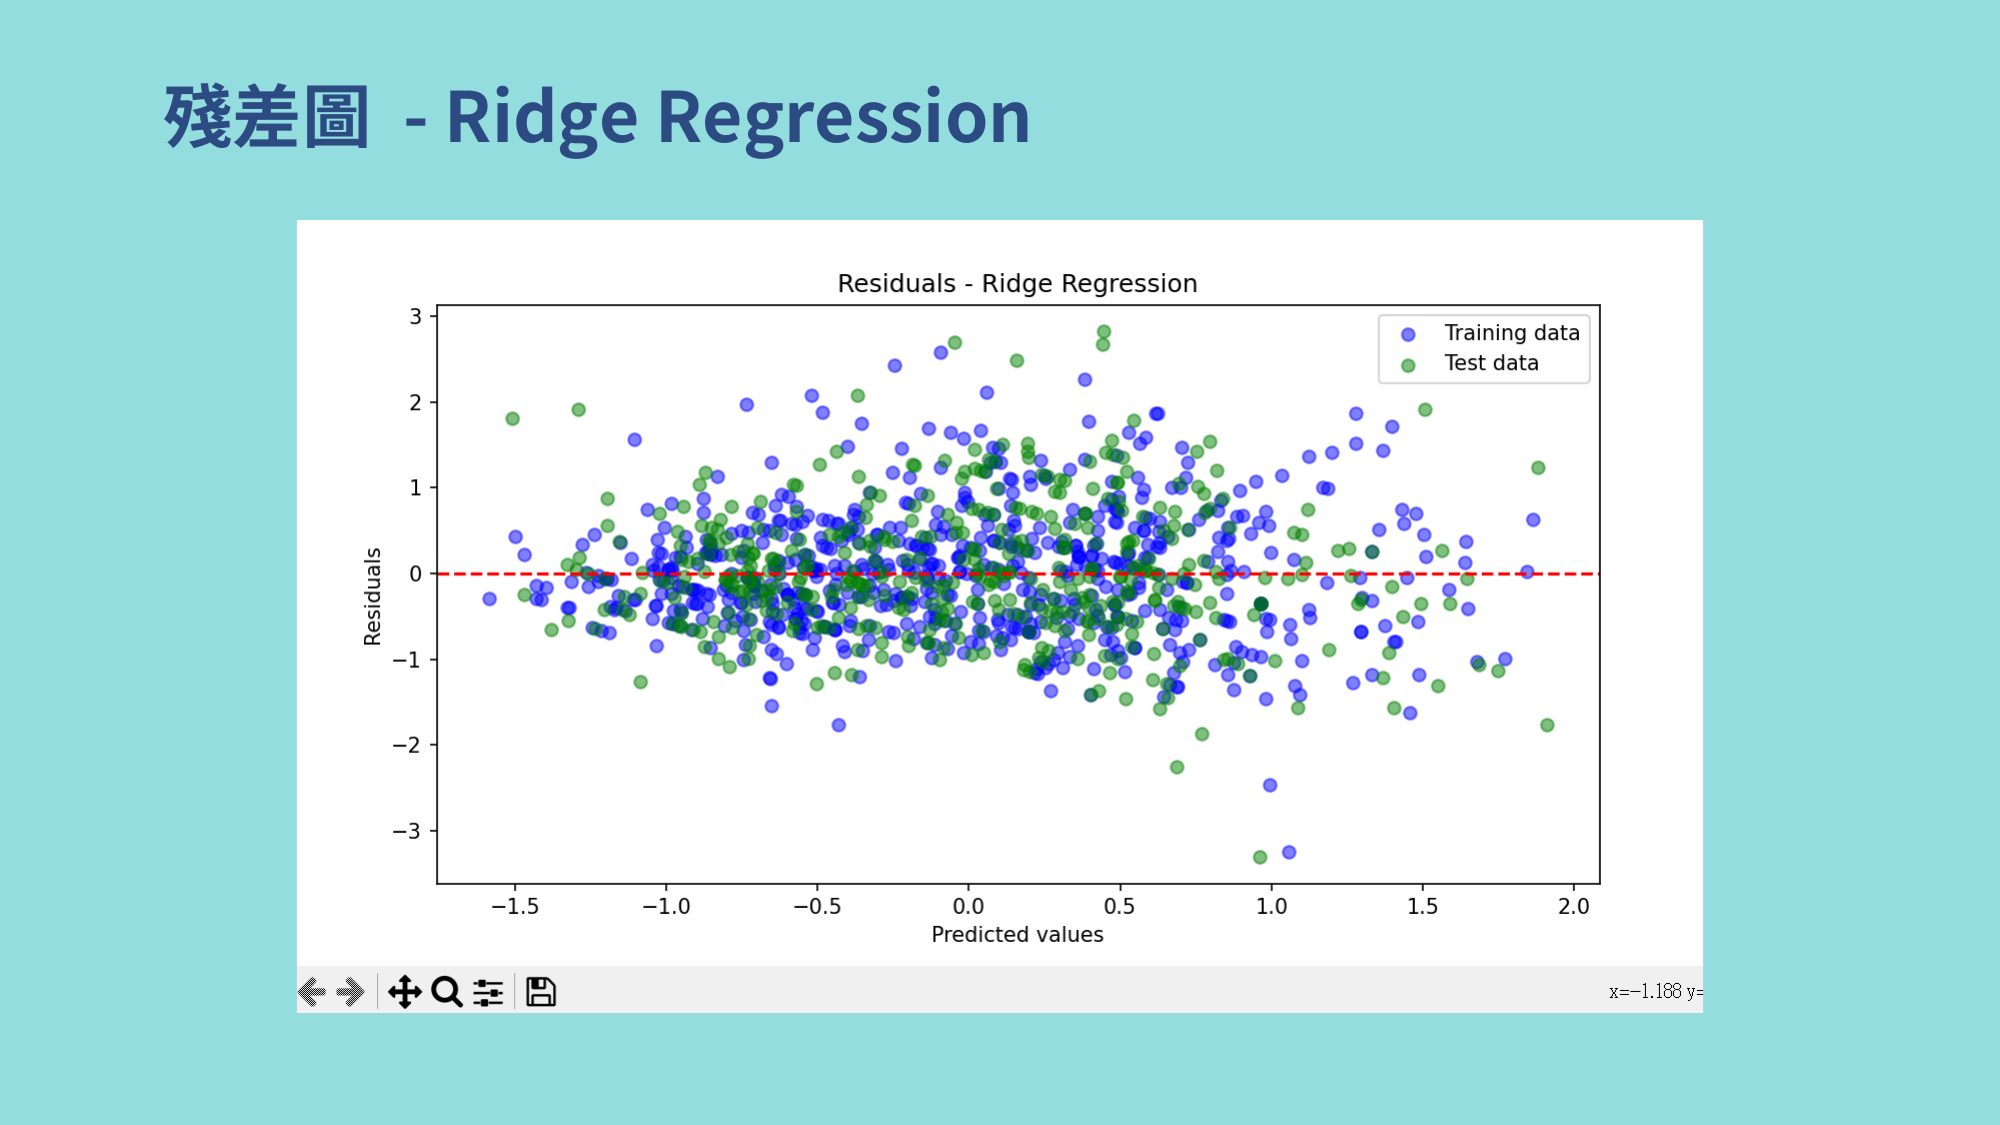 殘差圖 - Ridge Regression
Residuals - Ridge Regression
Training data
Test data
3
2
1
0
−1
−2
−3
Residuals
−1.5
−1.0
−0.5
0.0
0.5
1.0
1.5
2.0
Predicted values
x=−1.188 y=